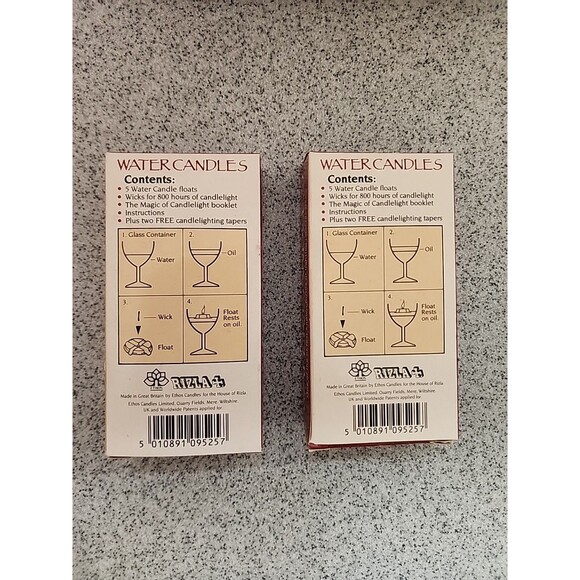 WATER CANDLES
Contents:
• 5 Water Candle floats
• Wicks for 800 hours of candlelight
• The Magic of Candlelight booklet
• Instructions
• Plus two FREE candlelighting tapers
1. Glass Container
Water
2.
Oil
3.
Wick
Float
4.
Float
Rests
on oil.
RIZLA+
Made in Great Britain by Ethos Candles for the House of Rizla.
Ethos Candles Limited, Quarry Fields, Mere, Wiltshire.
UK and Worldwide Patents applied for.
5 010891 095257
WATER CANDLES
Contents:
• 5 Water Candle floats
• Wicks for 800 hours of candlelight
• The Magic of Candlelight booklet
• Instructions
• Plus two FREE candlelighting tapers
1. Glass Container
Water
2.
Oil
3.
Wick
Float
4.
Float
Rests
on oil.
RIZLA+
Made in Great Britain by Ethos Candles for the House of Rizla.
Ethos Candles Limited, Quarry Fields, Mere, Wiltshire.
UK and Worldwide Patents applied for.
5 010891 095257